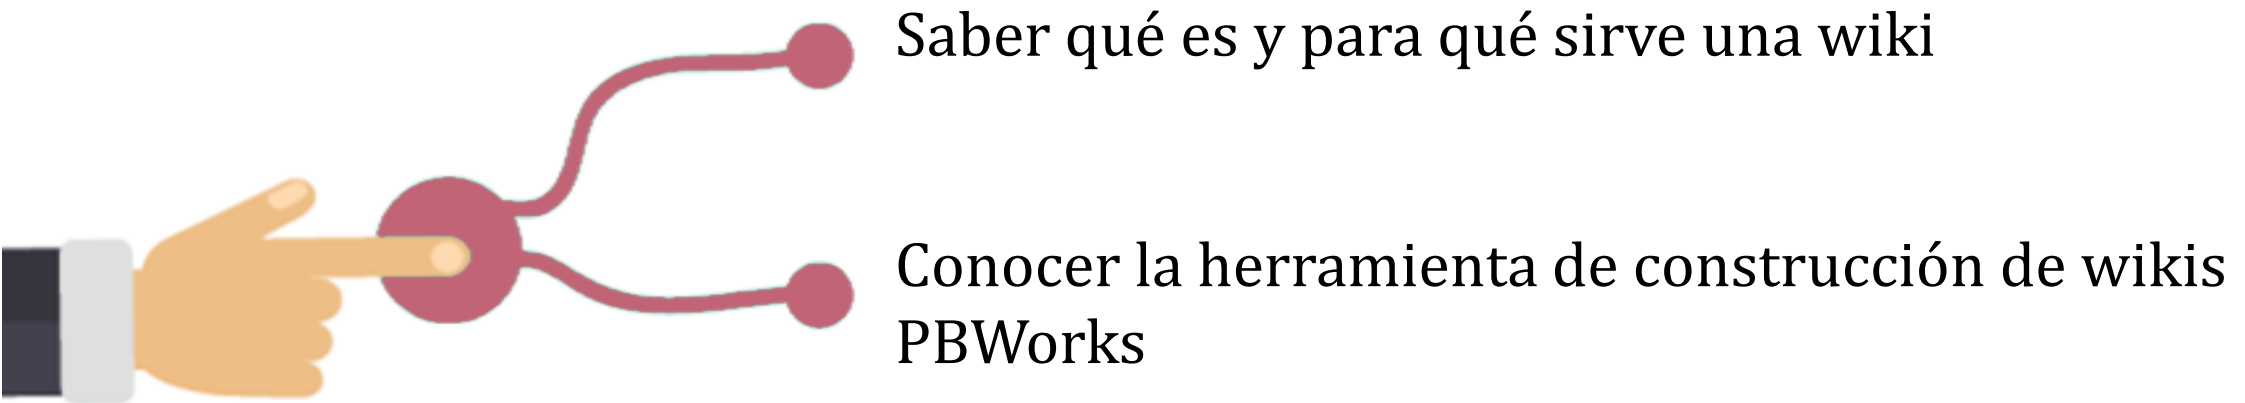 Saber qué es y para qué sirve una wiki
Conocer la herramienta de construcción de wikis
PBWorks